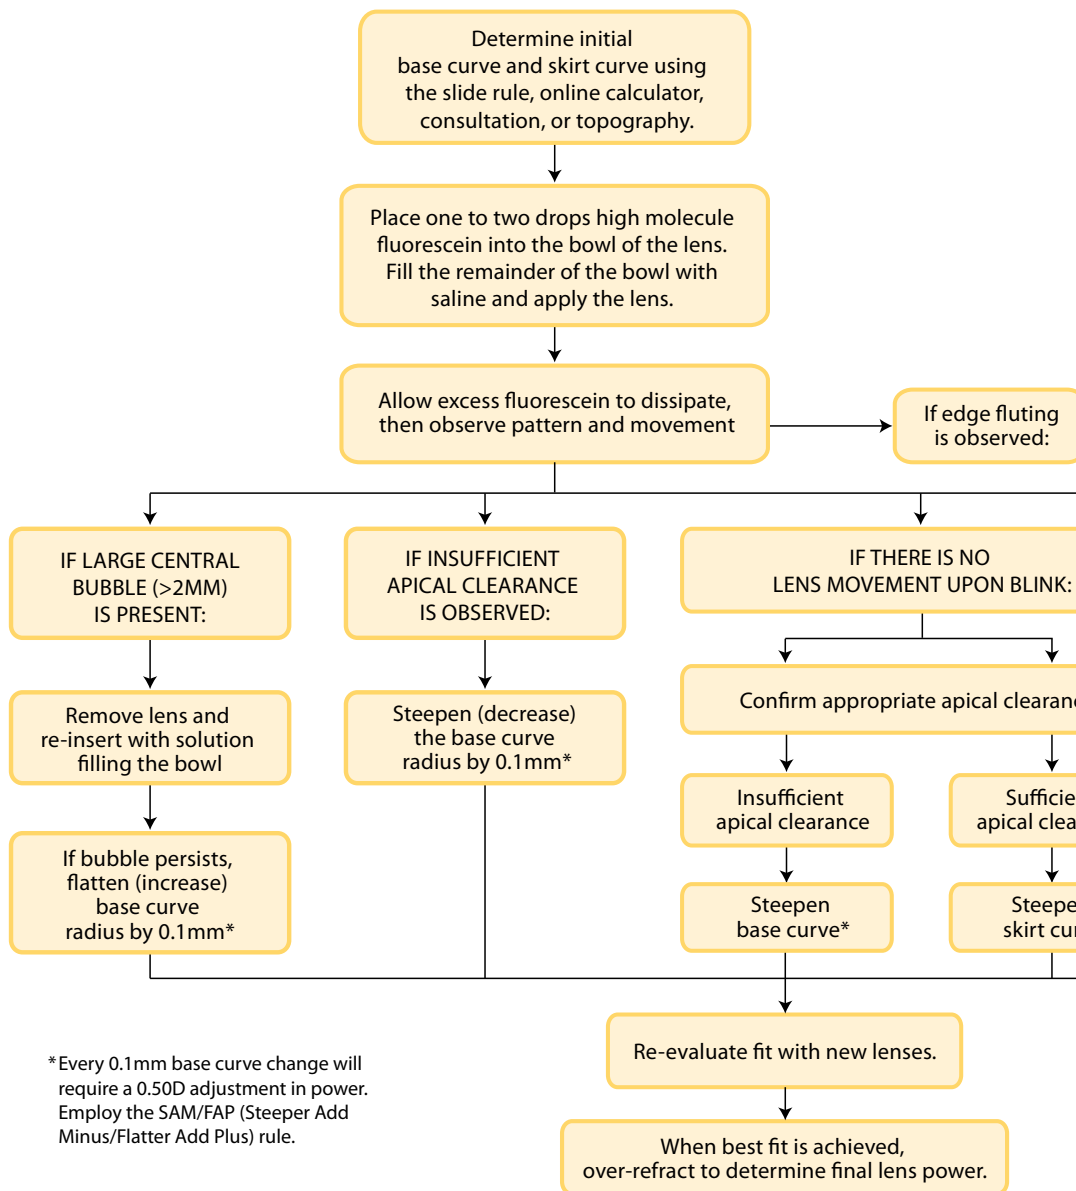 Determine initial
base curve and skirt curve using
the slide rule, online calculator,
consultation, or topography.
Place one to two drops high molecule
fluorescein into the bowl of the lens.
Fill the remainder of the bowl with
saline and apply the lens.
Allow excess fluorescein to dissipate,
then observe pattern and movement
If edge fluting
is observed:
IF LARGE CENTRAL
BUBBLE (>2MM)
IS PRESENT:
IF INSUFFICIENT
APICAL CLEARANCE
IS OBSERVED:
IF THERE IS NO
LENS MOVEMENT UPON BLINK:
Remove lens and
re-insert with solution
filling the bowl
Steepen (decrease)
the base curve
radius by 0.1mm*
Confirm appropriate apical
Insufficient
apical clearance
apical
If bubble persists,
flatten (increase)
base curve
radius by 0.1mm*
Steepen
base curve*
skirt
Re-evaluate fit with new lenses.
When best fit is achieved,
over-refract to determine final lens power.
*Every 0.1mm base curve change will
require a 0.50D adjustment in power.
Employ the SAM/FAP (Steeper Add
Minus/Flatter Add Plus) rule.